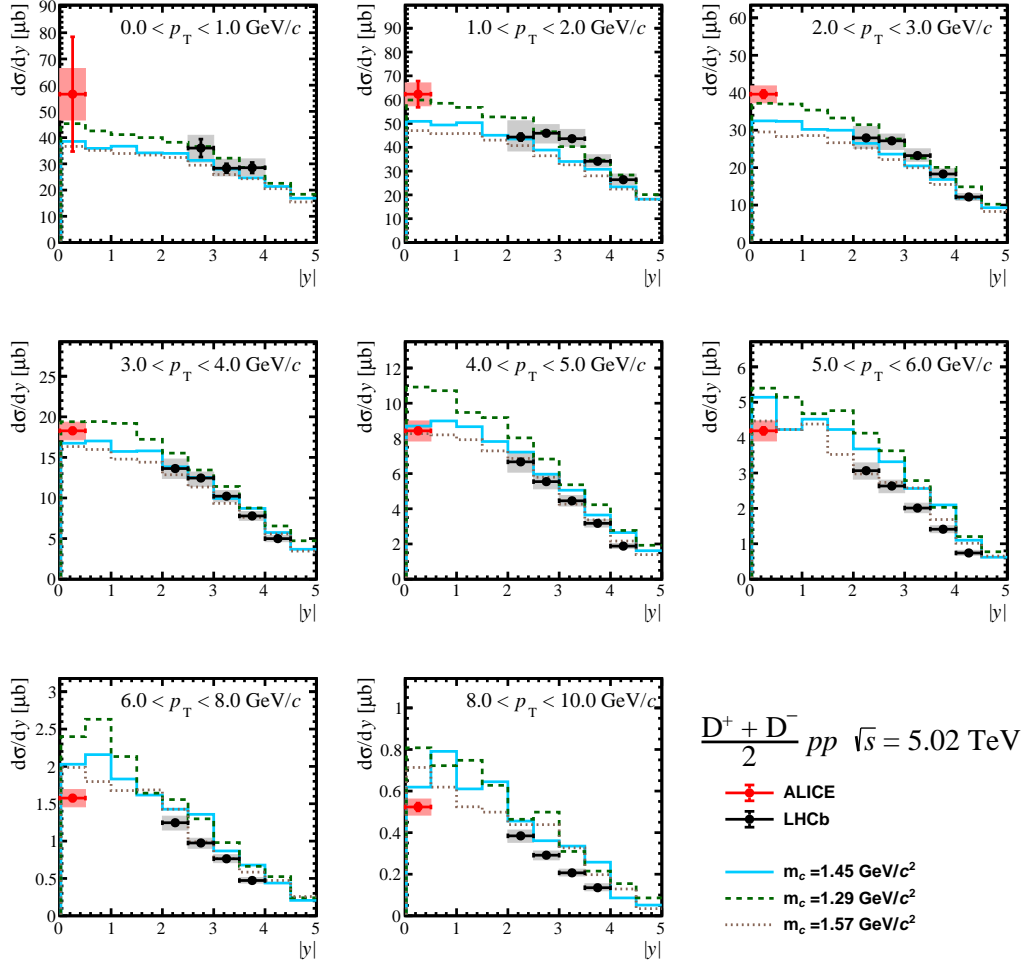 dσ/dy [μb]
0.0 < p_T < 1.0 GeV/c
90
80
70
60
50
40
30
20
10
0
0 1 2 3 4 5
|y|
dσ/dy [μb]
1.0 < p_T < 2.0 GeV/c
100
90
80
70
60
50
40
30
20
10
0
0 1 2 3 4 5
|y|
dσ/dy [μb]
2.0 < p_T < 3.0 GeV/c
60
50
40
30
20
10
0
0 1 2 3 4 5
|y|
dσ/dy [μb]
3.0 < p_T < 4.0 GeV/c
25
20
15
10
5
0
0 1 2 3 4 5
|y|
dσ/dy [μb]
4.0 < p_T < 5.0 GeV/c
12
10
8
6
4
2
0
0 1 2 3 4 5
|y|
dσ/dy [μb]
5.0 < p_T < 6.0 GeV/c
6
5
4
3
2
1
0
0 1 2 3 4 5
|y|
dσ/dy [μb]
6.0 < p_T < 8.0 GeV/c
3
2.5
2
1.5
1
0.5
0
0 1 2 3 4 5
|y|
dσ/dy [μb]
8.0 < p_T < 10.0 GeV/c
1
0.8
0.6
0.4
0.2
0
0 1 2 3 4 5
|y|
(D⁺ + D⁻)/2 pp √s = 5.02 TeV
ALICE
LHCb
m_c =1.45 GeV/c²
m_c =1.29 GeV/c²
m_c =1.57 GeV/c²